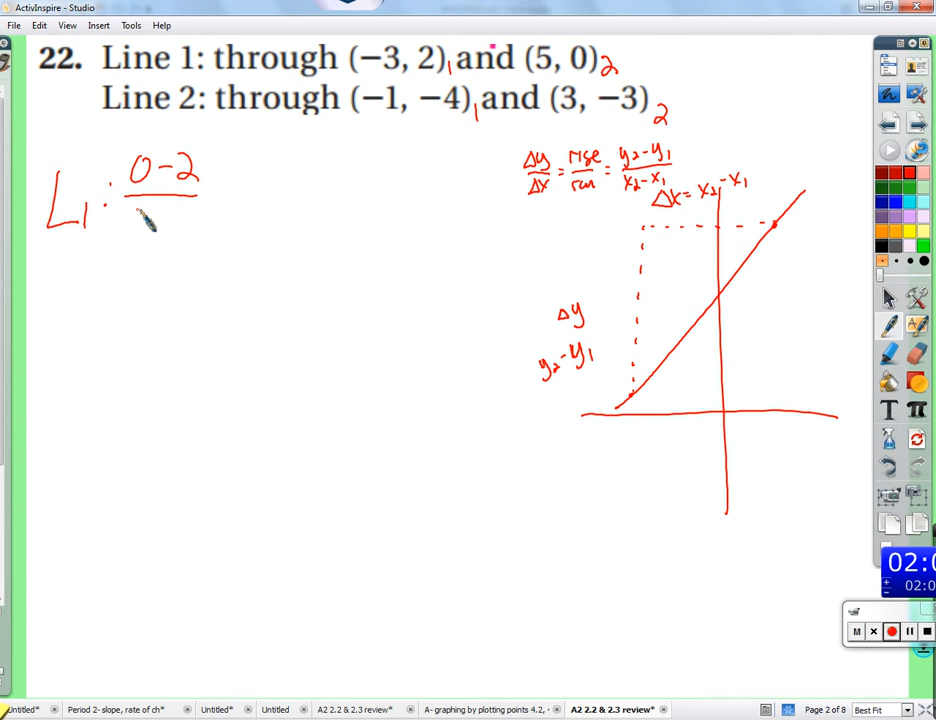 ActivInspire - Studio
File Edit View Insert Tools Help
22. Line 1: through (−3, 2)₁ and (5, 0)₂
Line 2: through (−1, −4)₁ and (3, −3)₂
L₁: 0-2
Δy/Δx = rise/run = y₂-y₁/x₂-x₁
Δx = x₂-x₁
Δy
y₂-y₁
T π
02:0
02:0
M
Untitled* Period 2- slope, rate of ch* Untitled* Untitled A2 2.2 & 2.3 review* A- graphing by plotting points 4.2, A2 2.2 & 2.3 review* Page 2 of 8 Best Fit